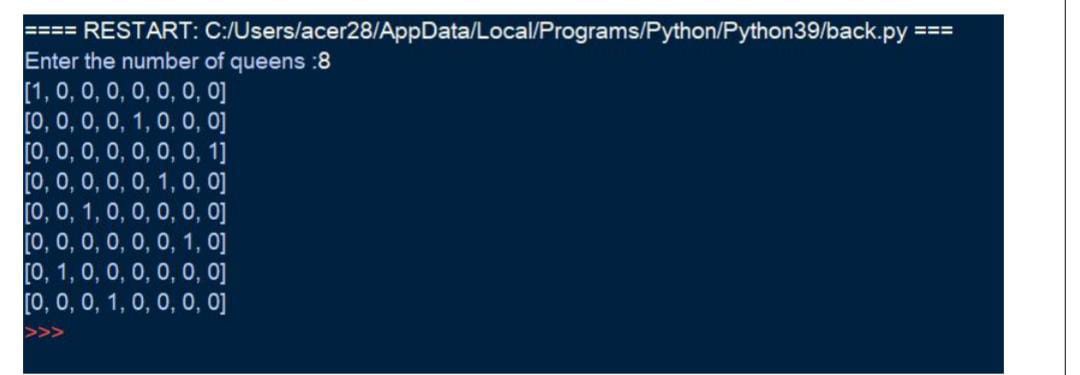 ==== RESTART: C:/Users/acer28/AppData/Local/Programs/Python/Python39/back.py ===
Enter the number of queens :8
[1, 0, 0, 0, 0, 0, 0, 0]
[0, 0, 0, 0, 1, 0, 0, 0]
[0, 0, 0, 0, 0, 0, 0, 1]
[0, 0, 0, 0, 0, 1, 0, 0]
[0, 0, 1, 0, 0, 0, 0, 0]
[0, 0, 0, 0, 0, 0, 1, 0]
[0, 1, 0, 0, 0, 0, 0, 0]
[0, 0, 0, 1, 0, 0, 0, 0]
>>>